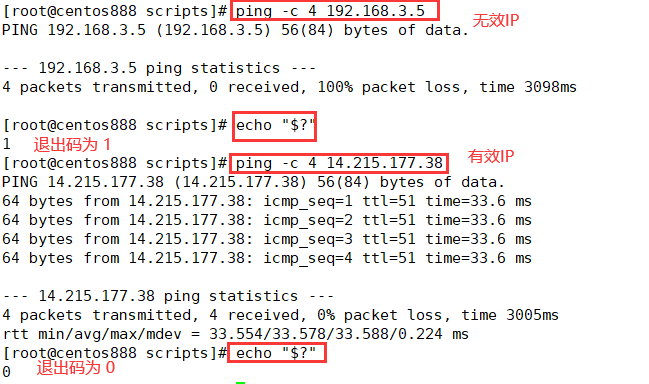 [root@centos888 scripts]# ping -c 4 192.168.3.5 无效IP
PING 192.168.3.5 (192.168.3.5) 56(84) bytes of data.
--- 192.168.3.5 ping statistics ---
4 packets transmitted, 0 received, 100% packet loss, time 3098ms
[root@centos888 scripts]# echo "$?"
1 退出码为 1
[root@centos888 scripts]# ping -c 4 14.215.177.38 有效IP
PING 14.215.177.38 (14.215.177.38) 56(84) bytes of data.
64 bytes from 14.215.177.38: icmp_seq=1 ttl=51 time=33.6 ms
64 bytes from 14.215.177.38: icmp_seq=2 ttl=51 time=33.6 ms
64 bytes from 14.215.177.38: icmp_seq=3 ttl=51 time=33.6 ms
64 bytes from 14.215.177.38: icmp_seq=4 ttl=51 time=33.6 ms
--- 14.215.177.38 ping statistics ---
4 packets transmitted, 4 received, 0% packet loss, time 3005ms
rtt min/avg/max/mdev = 33.554/33.578/33.588/0.224 ms
[root@centos888 scripts]# echo "$?"
0 退出码为 0